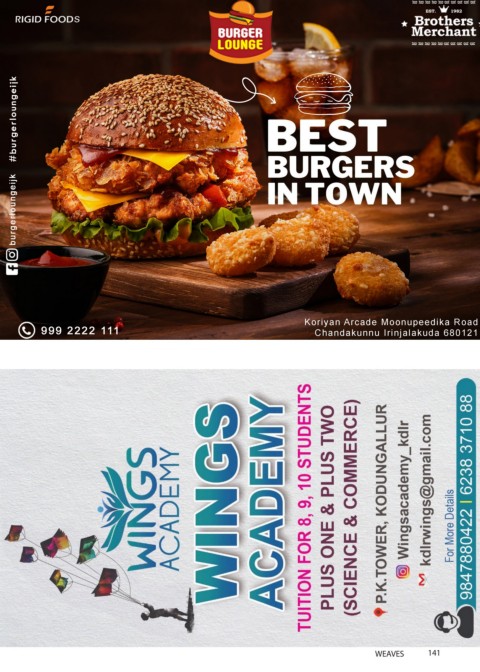 RIGID FOODS
BURGER
LOUNGE
EST. 1982
Brothers
Merchant
#burgerloungeijk
burgerloungeijk
BEST
BURGERS
IN TOWN
999 2222 111
Koriyan Arcade Moonupeedika Road
Chandakunnu Irinjalakuda 680121
WINGS
ACADEMY
WINGS
ACADEMY
TUITION FOR 8, 9, 10 STUDENTS
PLUS ONE & PLUS TWO
(SCIENCE & COMMERCE)
P.K.TOWER, KODUNGALLUR
Wingsacademy_kdlr
kdlrwings@gmail.com
For More Details
9847880422 | 6238 3710 88
WEAVES 141